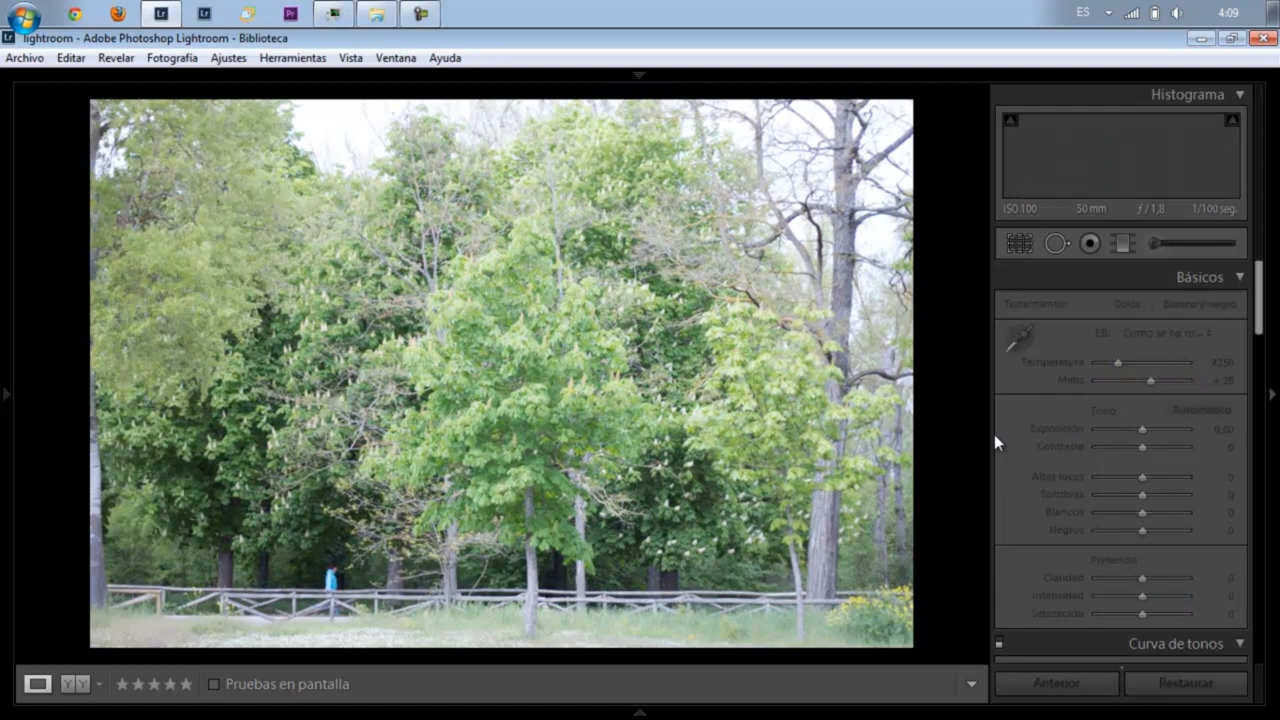 ES 4:09
lightroom - Adobe Photoshop Lightroom - Biblioteca
Archivo Editar Revelar Fotografía Ajustes Herramientas Vista Ventana Ayuda
Histograma
ISO 100 50 mm ƒ / 1,8 1/100 seg.
Básicos
Tratamiento: Color Blanco y negro
EB: Como se ha to...
Temperatura 4250
Matiz + 26
Tono Automático
Exposición 0,00
Contraste 0
Altas luces 0
Sombras 0
Blancos 0
Negros 0
Presencia
Claridad 0
Intensidad 0
Saturación 0
Curva de tonos
Pruebas en pantalla
Anterior Restaurar